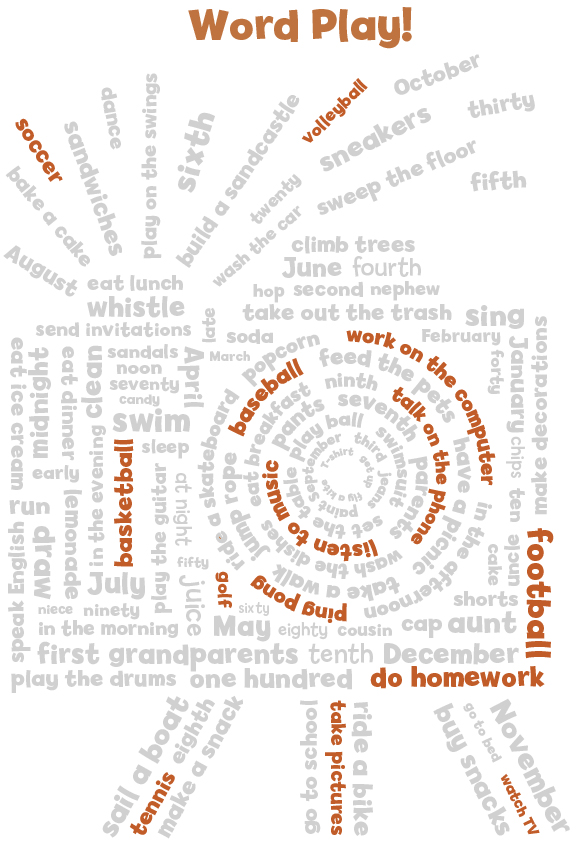 Word Play!
soccer
sandwiches
dance
play on the swings
sixth
build a sandcastle
volleyball
October
sneakers
thirty
bake a cake
twenty
sweep the floor
fifth
August
wash the car
climb trees
eat lunch
June
fourth
whistle
hop
second
nephew
send invitations
late
take out the trash
sing
soda
February
March
popcorn
work on the computer
feed the pets
January
forty
make decorations
eat ice cream
midnight
eat dinner
clean
sandals
noon
seventy
candy
April
swim
sleep
in the evening
basketball
early
lemonade
run
draw
play the guitar
at night
fifty
speak English
July
juice
niece
ninety
in the morning
ride a skateboard
baseball
jump rope
eat breakfast
pants
ninth
seventh
talk on the phone
play ball
swimsuit
parents
have a picnic
in the afternoon
September
third
jeans
T-shirt
get up
fly a kite
paint
set the table
listen to music
wash the dishes
take a walk
ping pong
golf
sixty
May
eighty
cousin
chips
ten
uncle
cake
football
shorts
cap
aunt
first
grandparents
tenth
December
play the drums
one hundred
do homework
sail a boat
eighth
tennis
make a snack
go to school
take pictures
ride a bike
buy snacks
go to bed
November
watch TV